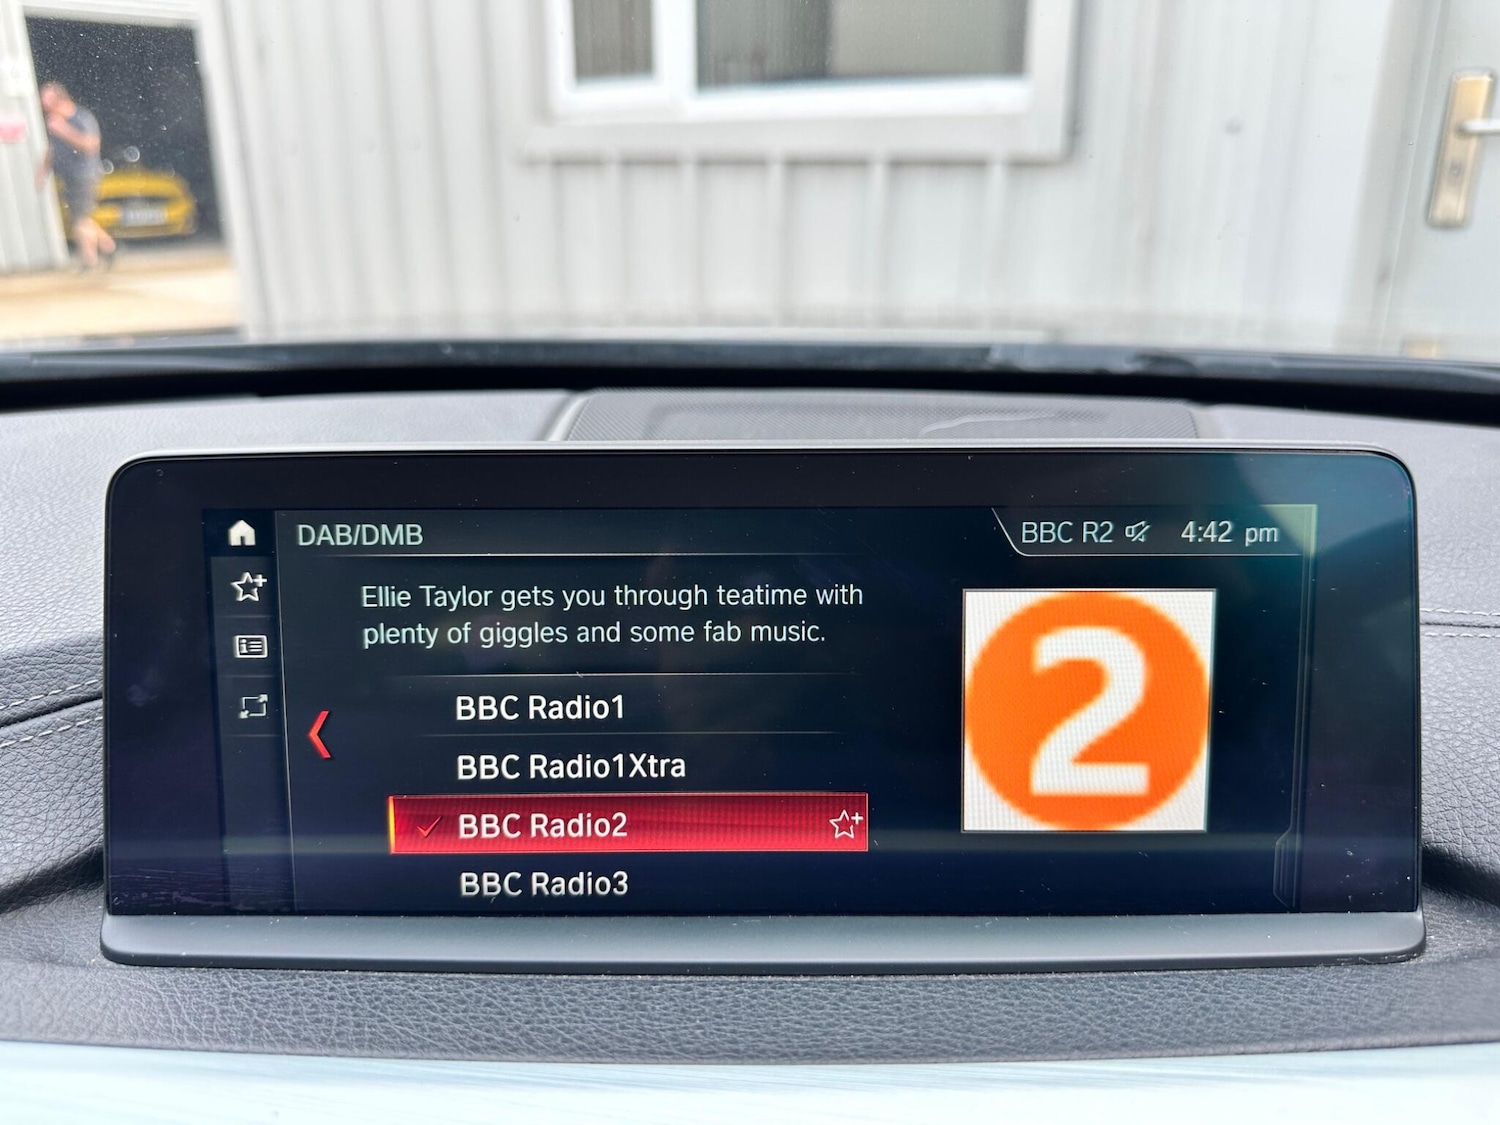 DAB/DMB
BBC R2 4:42 pm
Ellie Taylor gets you through teatime with
plenty of giggles and some fab music.
BBC Radio1
BBC Radio1Xtra
BBC Radio2
BBC Radio3
2